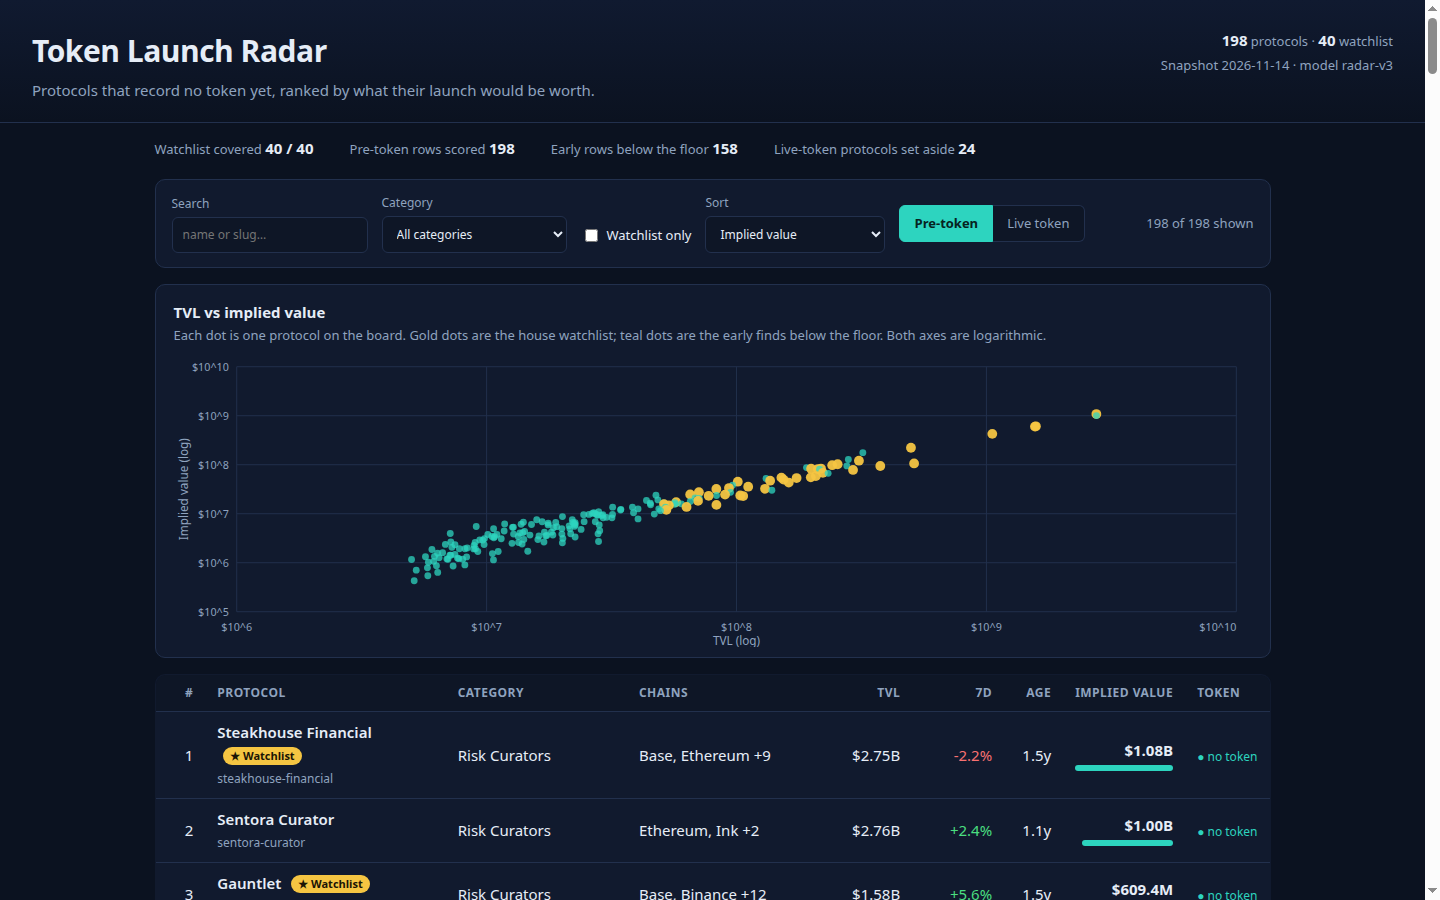 Token Launch Radar
Protocols that record no token yet, ranked by what their launch would be worth.
198 protocols · 40 watchlist
Snapshot 2026-11-14 · model radar-v3
Watchlist covered 40 / 40 Pre-token rows scored 198 Early rows below the floor 158 Live-token protocols set aside 24
Search Category Sort
name or slug... All categories Watchlist only Implied value Pre-token Live token 198 of 198 shown
TVL vs implied value
Each dot is one protocol on the board. Gold dots are the house watchlist; teal dots are the early finds below the floor. Both axes are logarithmic.
$10^10
$10^9
$10^8
$10^7
$10^6
$10^5
Implied value (log)
$10^6 $10^7 $10^8 $10^9 $10^10
TVL (log)
# PROTOCOL CATEGORY CHAINS TVL 7D AGE IMPLIED VALUE TOKEN
Steakhouse Financial
1 ★ Watchlist Risk Curators Base, Ethereum +9 $2.75B -2.2% 1.5y $1.08B ● no token
steakhouse-financial
2 Sentora Curator Risk Curators Ethereum, Ink +2 $2.76B +2.4% 1.1y $1.00B ● no token
sentora-curator
3 Gauntlet ★ Watchlist Risk Curators Base, Binance +12 $1.58B +5.6% 1.5y $609.4M ● no token